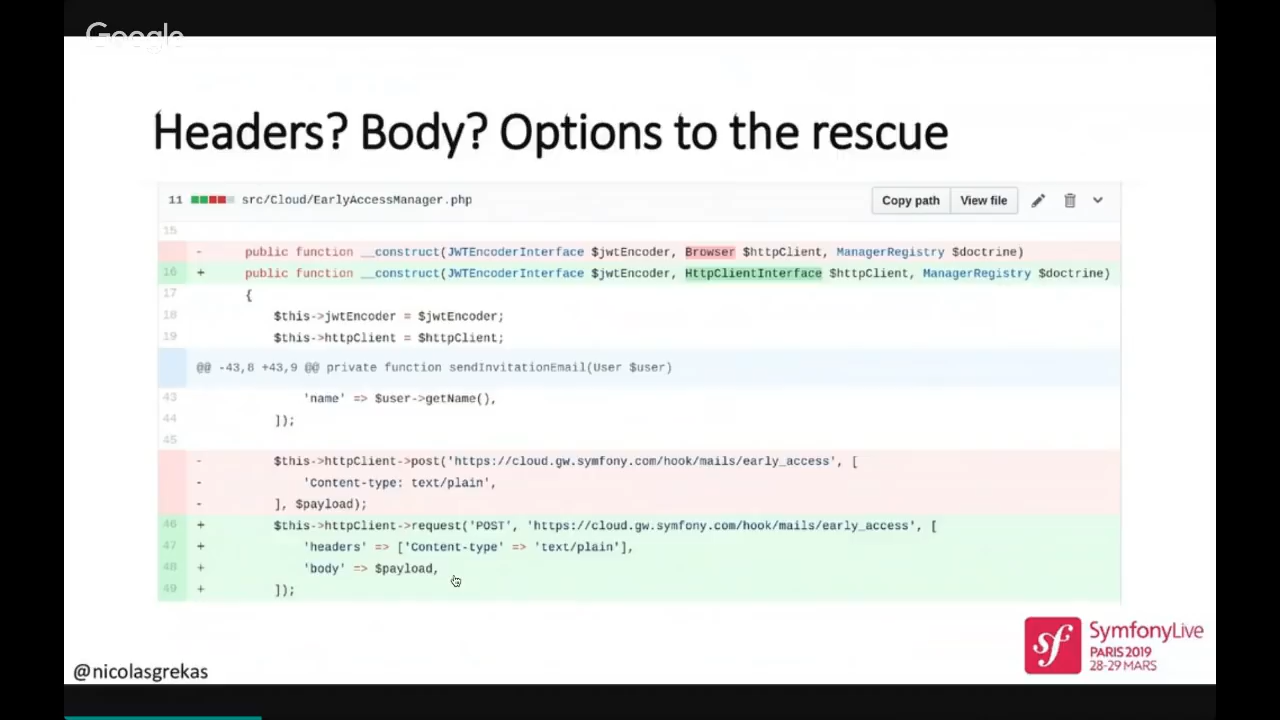 Google
Headers? Body? Options to the rescue
11 src/Cloud/EarlyAccessManager.php Copy path View file
15
- public function __construct(JWTEncoderInterface $jwtEncoder, Browser $httpClient, ManagerRegistry $doctrine)
16 + public function __construct(JWTEncoderInterface $jwtEncoder, HttpClientInterface $httpClient, ManagerRegistry $doctrine)
17 {
18 $this->jwtEncoder = $jwtEncoder;
19 $this->httpClient = $httpClient;
@@ -43,8 +43,9 @@ private function sendInvitationEmail(User $user)
43 'name' => $user->getName(),
44 ]);
45
- $this->httpClient->post('https://cloud.gw.symfony.com/hook/mails/early_access', [
- 'Content-type: text/plain',
- ], $payload);
46 + $this->httpClient->request('POST', 'https://cloud.gw.symfony.com/hook/mails/early_access', [
47 + 'headers' => ['Content-type' => 'text/plain'],
48 + 'body' => $payload,
49 + ]);
sf SymfonyLive
PARIS 2019
28-29 MARS
@nicolasgrekas